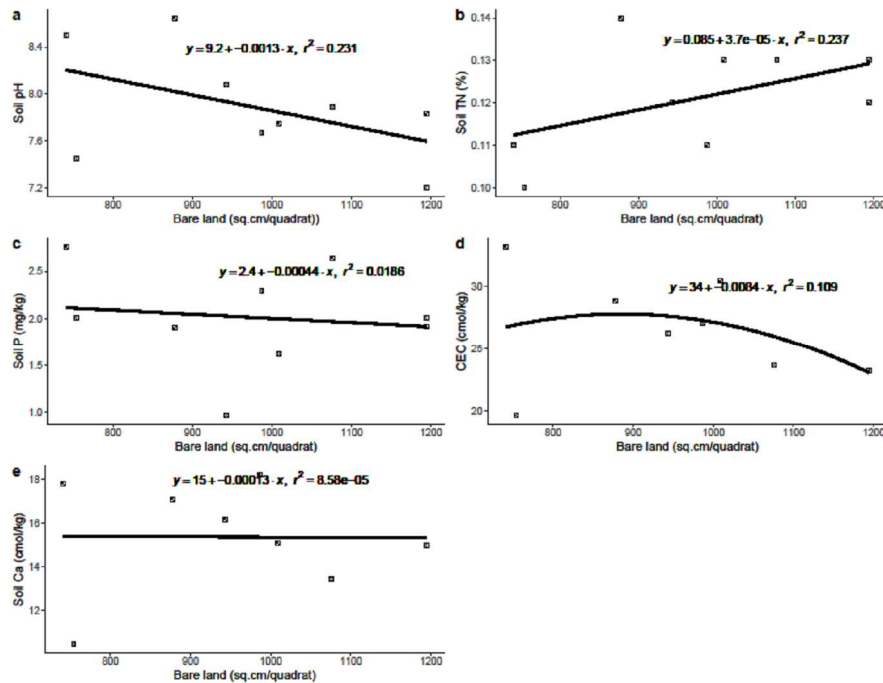 a
y = 9.2 + −0.0013 · x, r² = 0.231
Soil pH
8.4
8.0
7.6
7.2
800
900
1000
1100
1200
Bare land (sq.cm/quadrat))
b
y = 0.085 + 3.7e−05 · x, r² = 0.237
Soil TN (%)
0.14
0.13
0.12
0.11
0.10
800
900
1000
1100
1200
Bare land (sq.cm/quadrat)
c
y = 2.4 + −0.00044 · x, r² = 0.0186
Soil P (mg/kg)
2.5
2.0
1.5
1.0
800
900
1000
1100
1200
Bare land (sq.cm/quadrat)
d
y = 34 + −0.0084 · x, r² = 0.109
CEC (cmol/kg)
30
25
20
800
900
1000
1100
1200
Bare land (sq.cm/quadrat)
e
y = 15 + −0.00013 · x, r² = 8.58e−05
Soil Ca (cmol/kg)
18
16
14
12
800
900
1000
1100
1200
Bare land (sq.cm/quadrat)